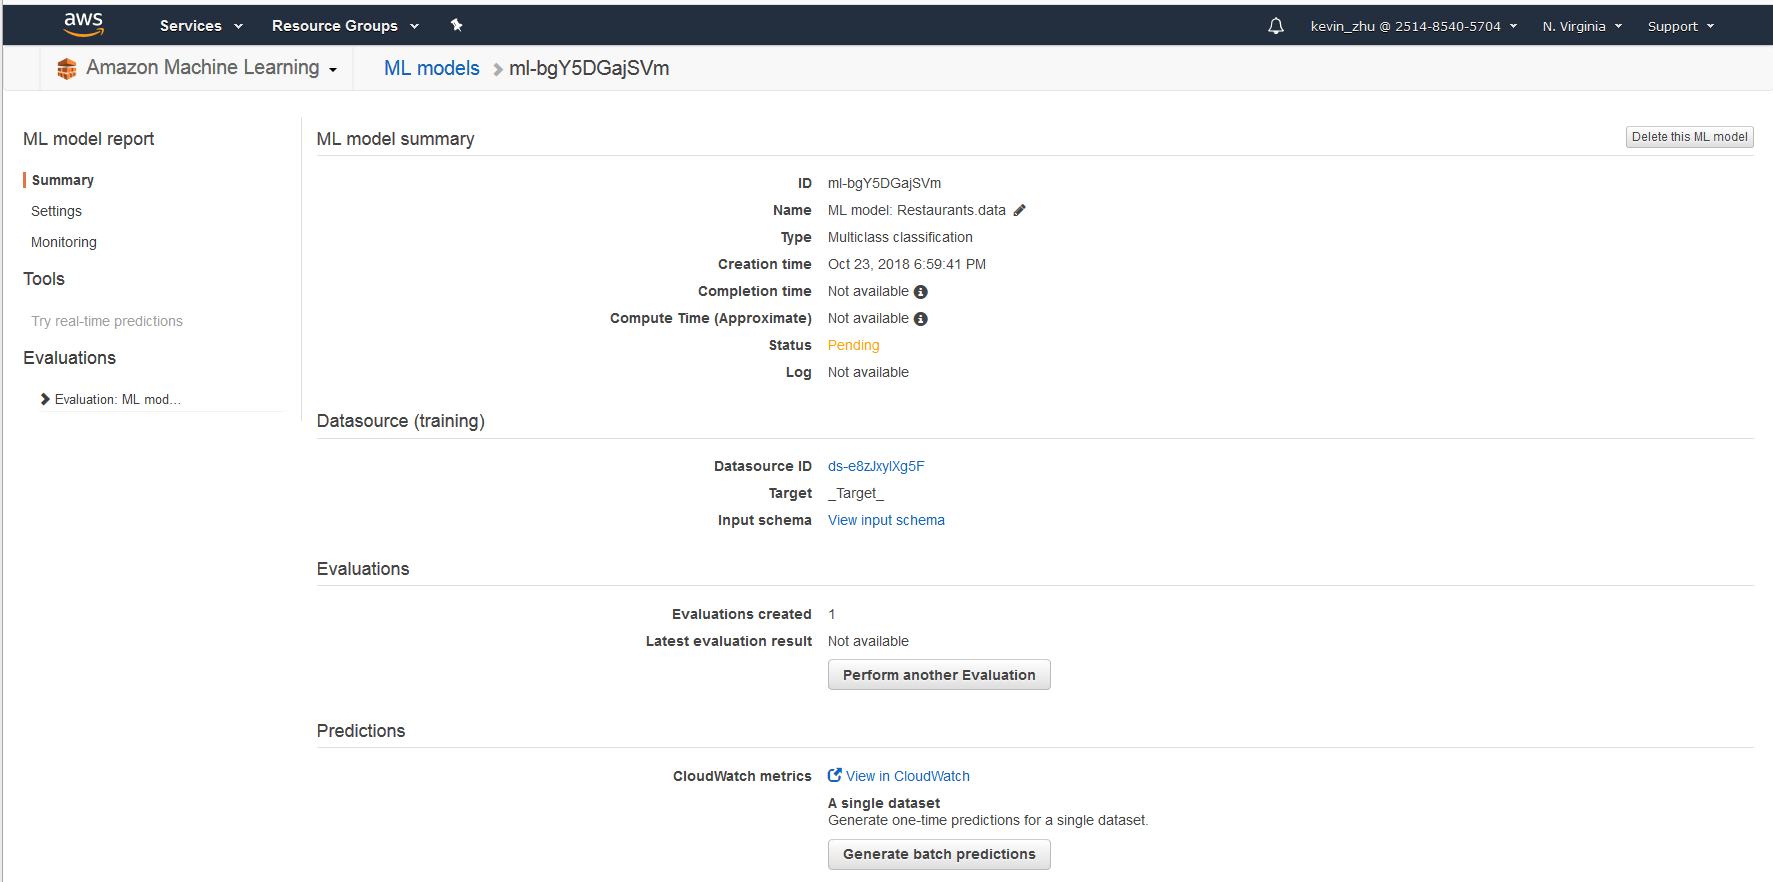 aws Services Resource Groups kevin_zhu @ 2514-8540-5704 N. Virginia Support
Amazon Machine Learning ML models ml-bgY5DGajSVm
ML model report
Summary
Settings
Monitoring
Tools
Try real-time predictions
Evaluations
Evaluation: ML mod...
ML model summary Delete this ML model
ID ml-bgY5DGajSVm
Name ML model: Restaurants.data
Type Multiclass classification
Creation time Oct 23, 2018 6:59:41 PM
Completion time Not available
Compute Time (Approximate) Not available
Status Pending
Log Not available
Datasource (training)
Datasource ID ds-e8zJxylXg5F
Target _Target_
Input schema View input schema
Evaluations
Evaluations created 1
Latest evaluation result Not available
Perform another Evaluation
Predictions
CloudWatch metrics View in CloudWatch
A single dataset
Generate one-time predictions for a single dataset.
Generate batch predictions